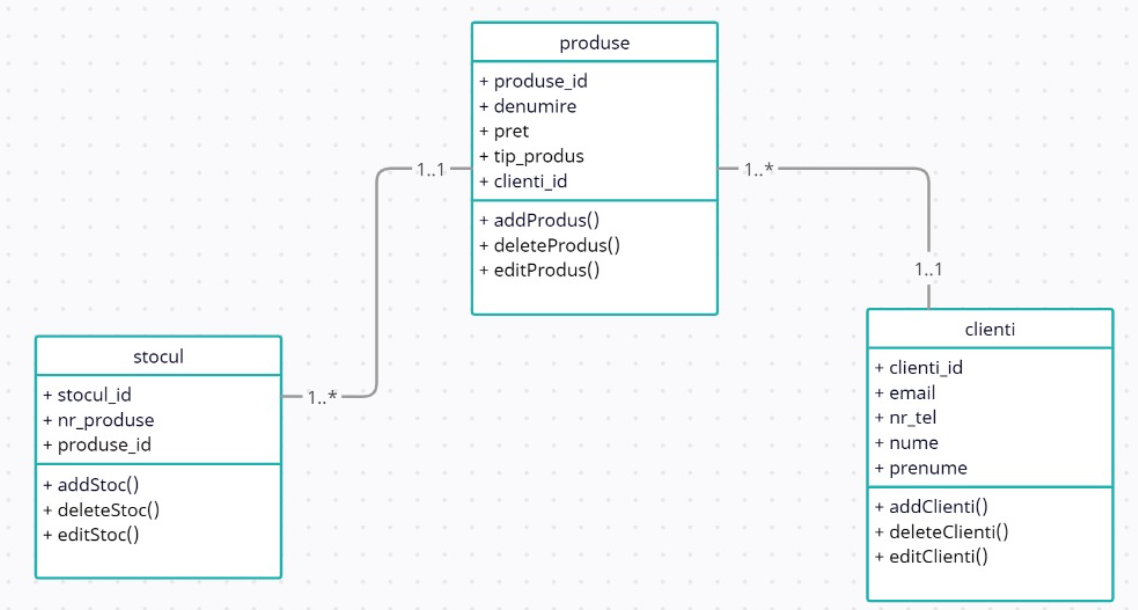 produse
+ produse_id
+ denumire
+ pret
+ tip_produs
+ clienti_id
+ addProdus()
+ deleteProdus()
+ editProdus()
1..1
1..*
1..1
1..*
stocul
+ stocul_id
+ nr_produse
+ produse_id
+ addStoc()
+ deleteStoc()
+ editStoc()
clienti
+ clienti_id
+ email
+ nr_tel
+ nume
+ prenume
+ addClienti()
+ deleteClienti()
+ editClienti()